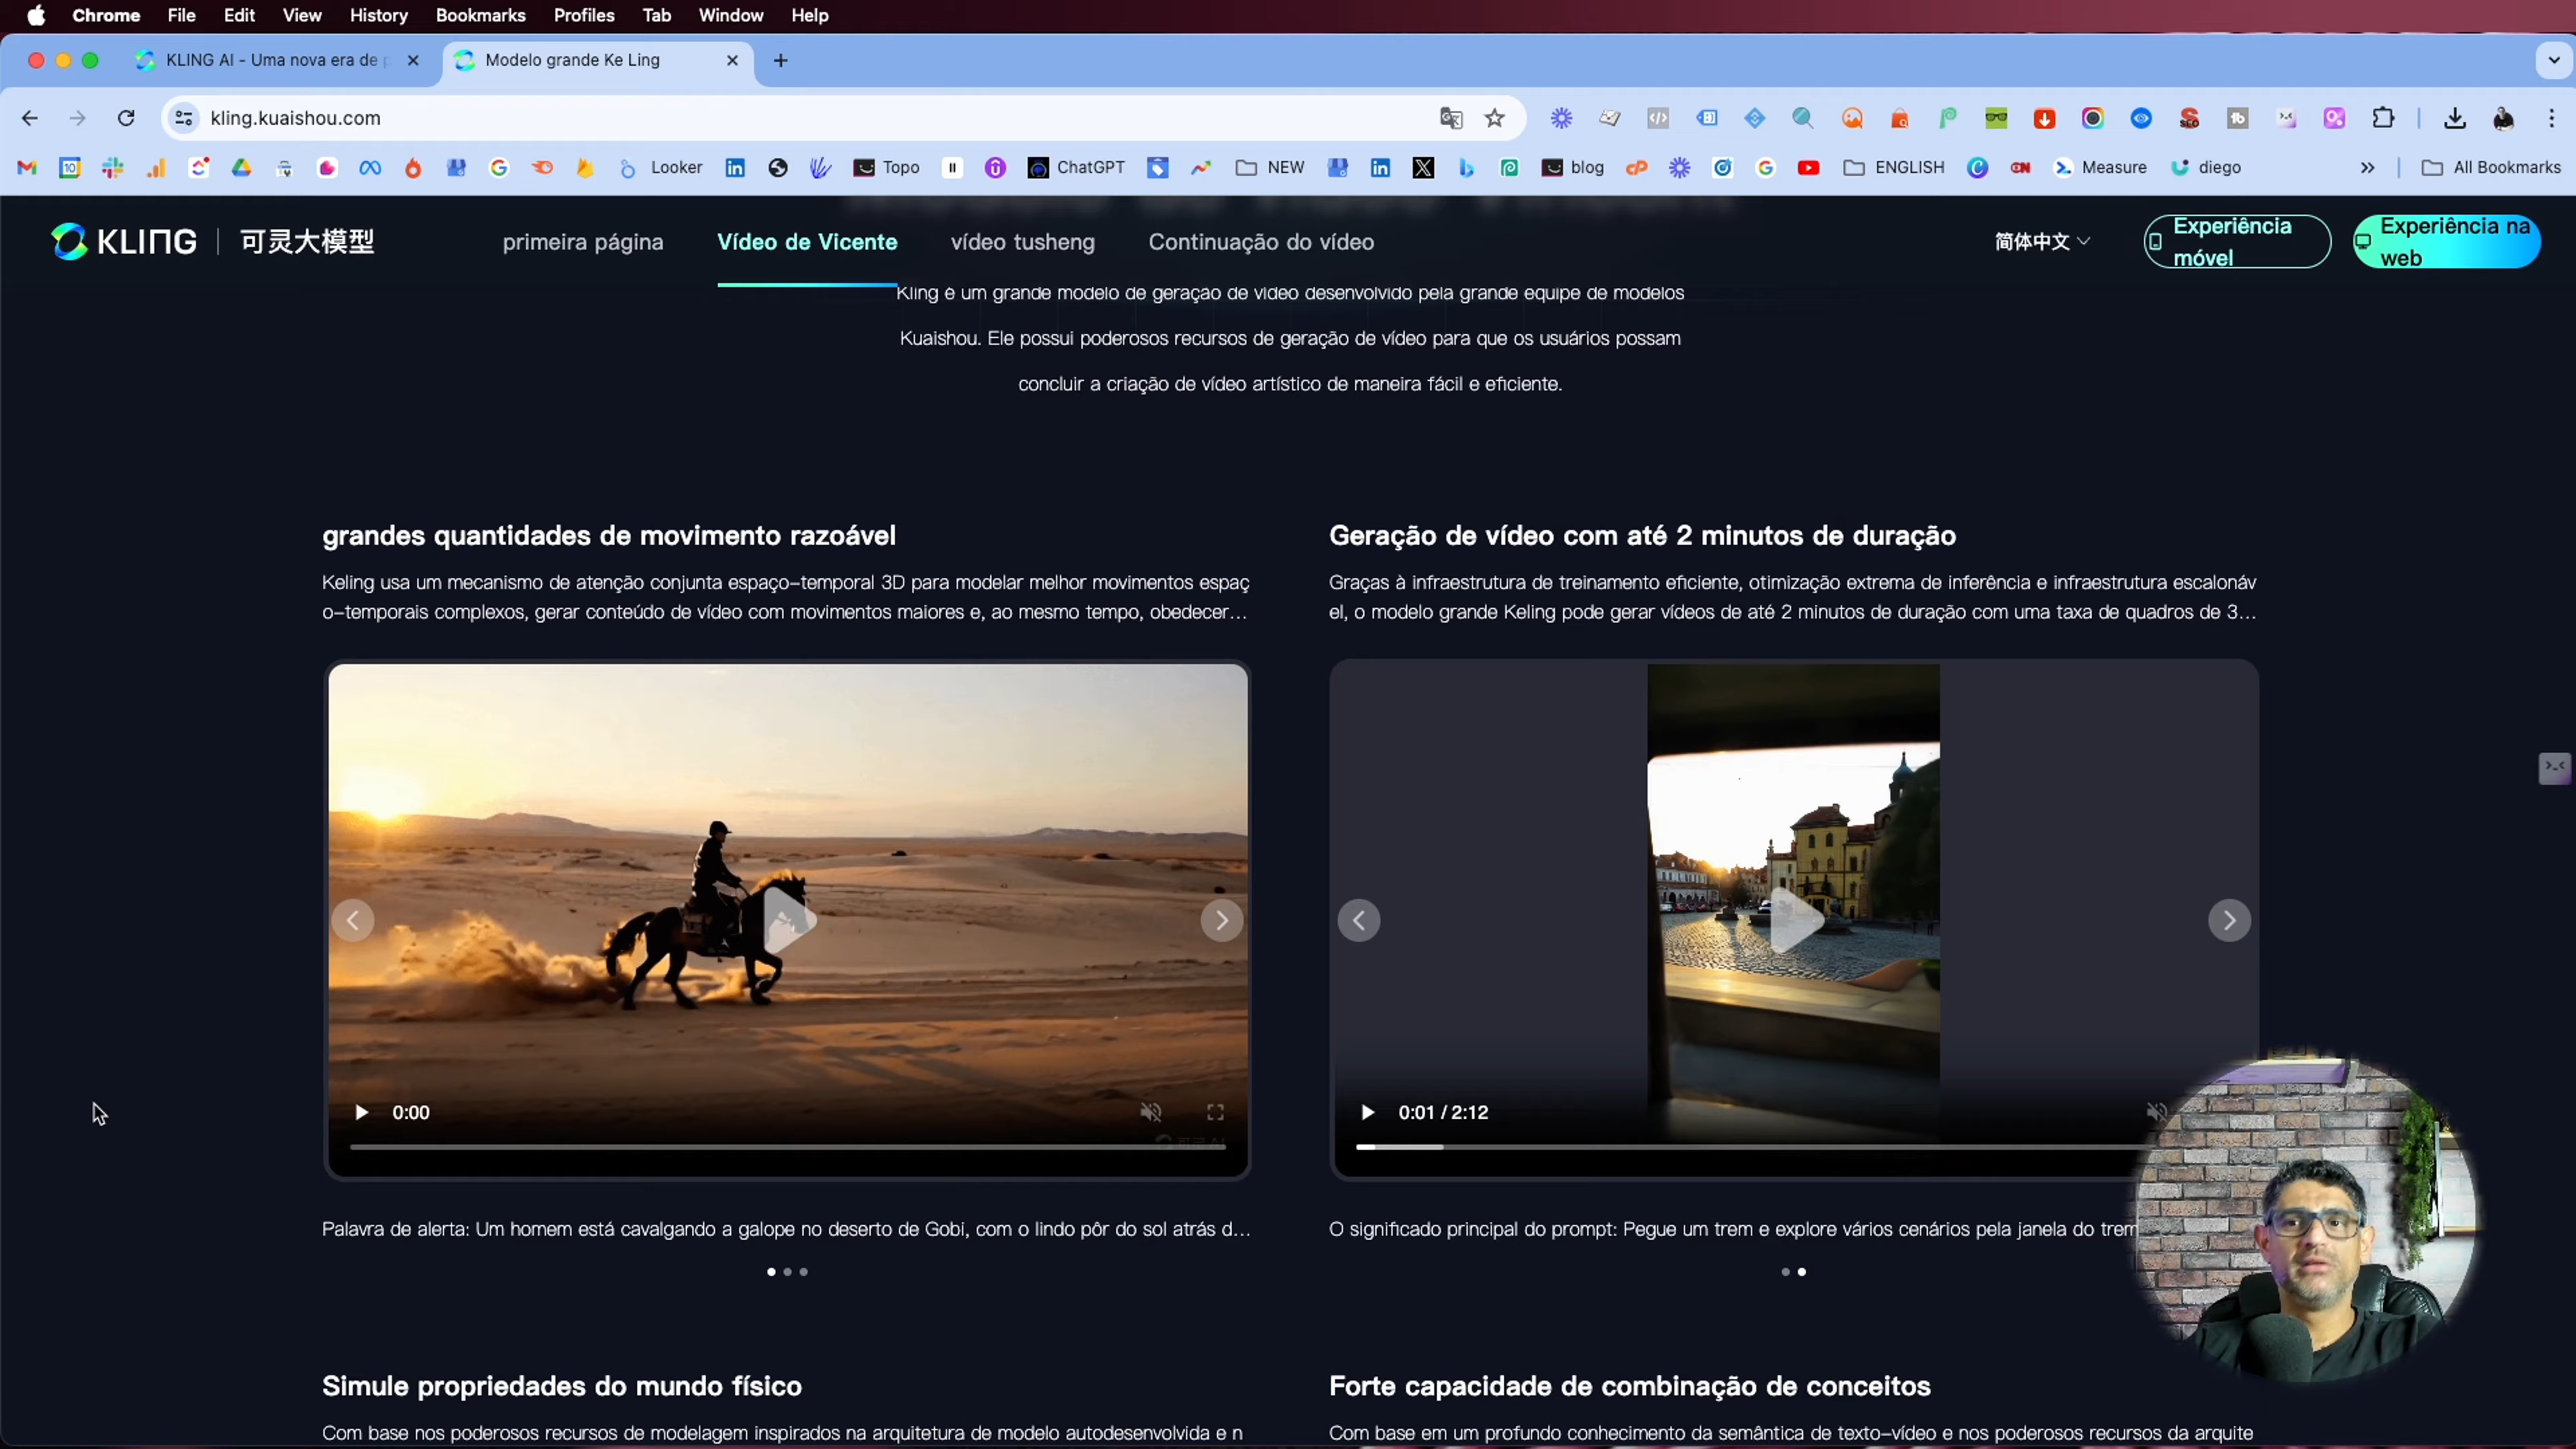 Chrome File Edit View History Bookmarks Profiles Tab Window Help
KLING AI - Uma nova era de p
Modelo grande Ke Ling
kling.kuaishou.com
Looker Topo ChatGPT NEW blog ENGLISH Measure diego All Bookmarks
KLING 可灵大模型 primeira página Vídeo de Vicente vídeo tusheng Continuação do vídeo 简体中文
Experiência
móvel
Experiência na
web
Kling é um grande modelo de geração de vídeo desenvolvido pela grande equipe de modelos
Kuaishou. Ele possui poderosos recursos de geração de vídeo para que os usuários possam
concluir a criação de vídeo artístico de maneira fácil e eficiente.
grandes quantidades de movimento razoável
Keling usa um mecanismo de atenção conjunta espaço-temporal 3D para modelar melhor movimentos espaç
o-temporais complexos, gerar conteúdo de vídeo com movimentos maiores e, ao mesmo tempo, obedecer...
0:00
Palavra de alerta: Um homem está cavalgando a galope no deserto de Gobi, com o lindo pôr do sol atrás d...
Geração de vídeo com até 2 minutos de duração
Graças à infraestrutura de treinamento eficiente, otimização extrema de inferência e infraestrutura escalonáv
el, o modelo grande Keling pode gerar vídeos de até 2 minutos de duração com uma taxa de quadros de 3...
0:01 / 2:12
O significado principal do prompt: Pegue um trem e explore vários cenários pela janela do trem
Simule propriedades do mundo físico
Com base nos poderosos recursos de modelagem inspirados na arquitetura de modelo autodesenvolvida e n
Forte capacidade de combinação de conceitos
Com base em um profundo conhecimento da semântica de texto-vídeo e nos poderosos recursos da arquite